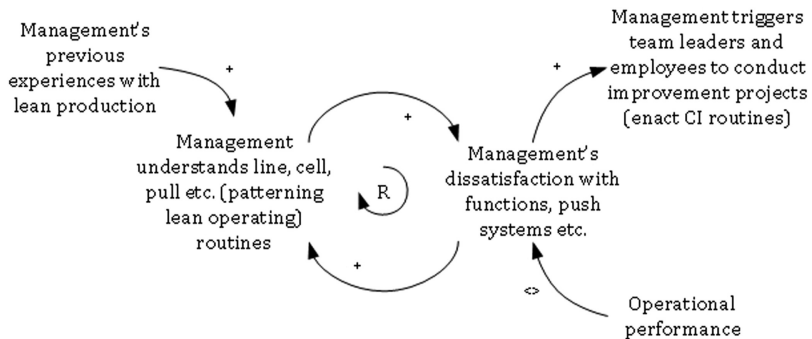 Management's
previous
experiences with
lean production
+
Management triggers
team leaders and
employees to conduct
improvement projects
(enact CI routines)
+
+
Management
understands line, cell,
pull etc. (patterning
lean operating)
routines
R
Management's
dissatisfaction with
functions, push
systems etc.
+
<>
Operational
performance